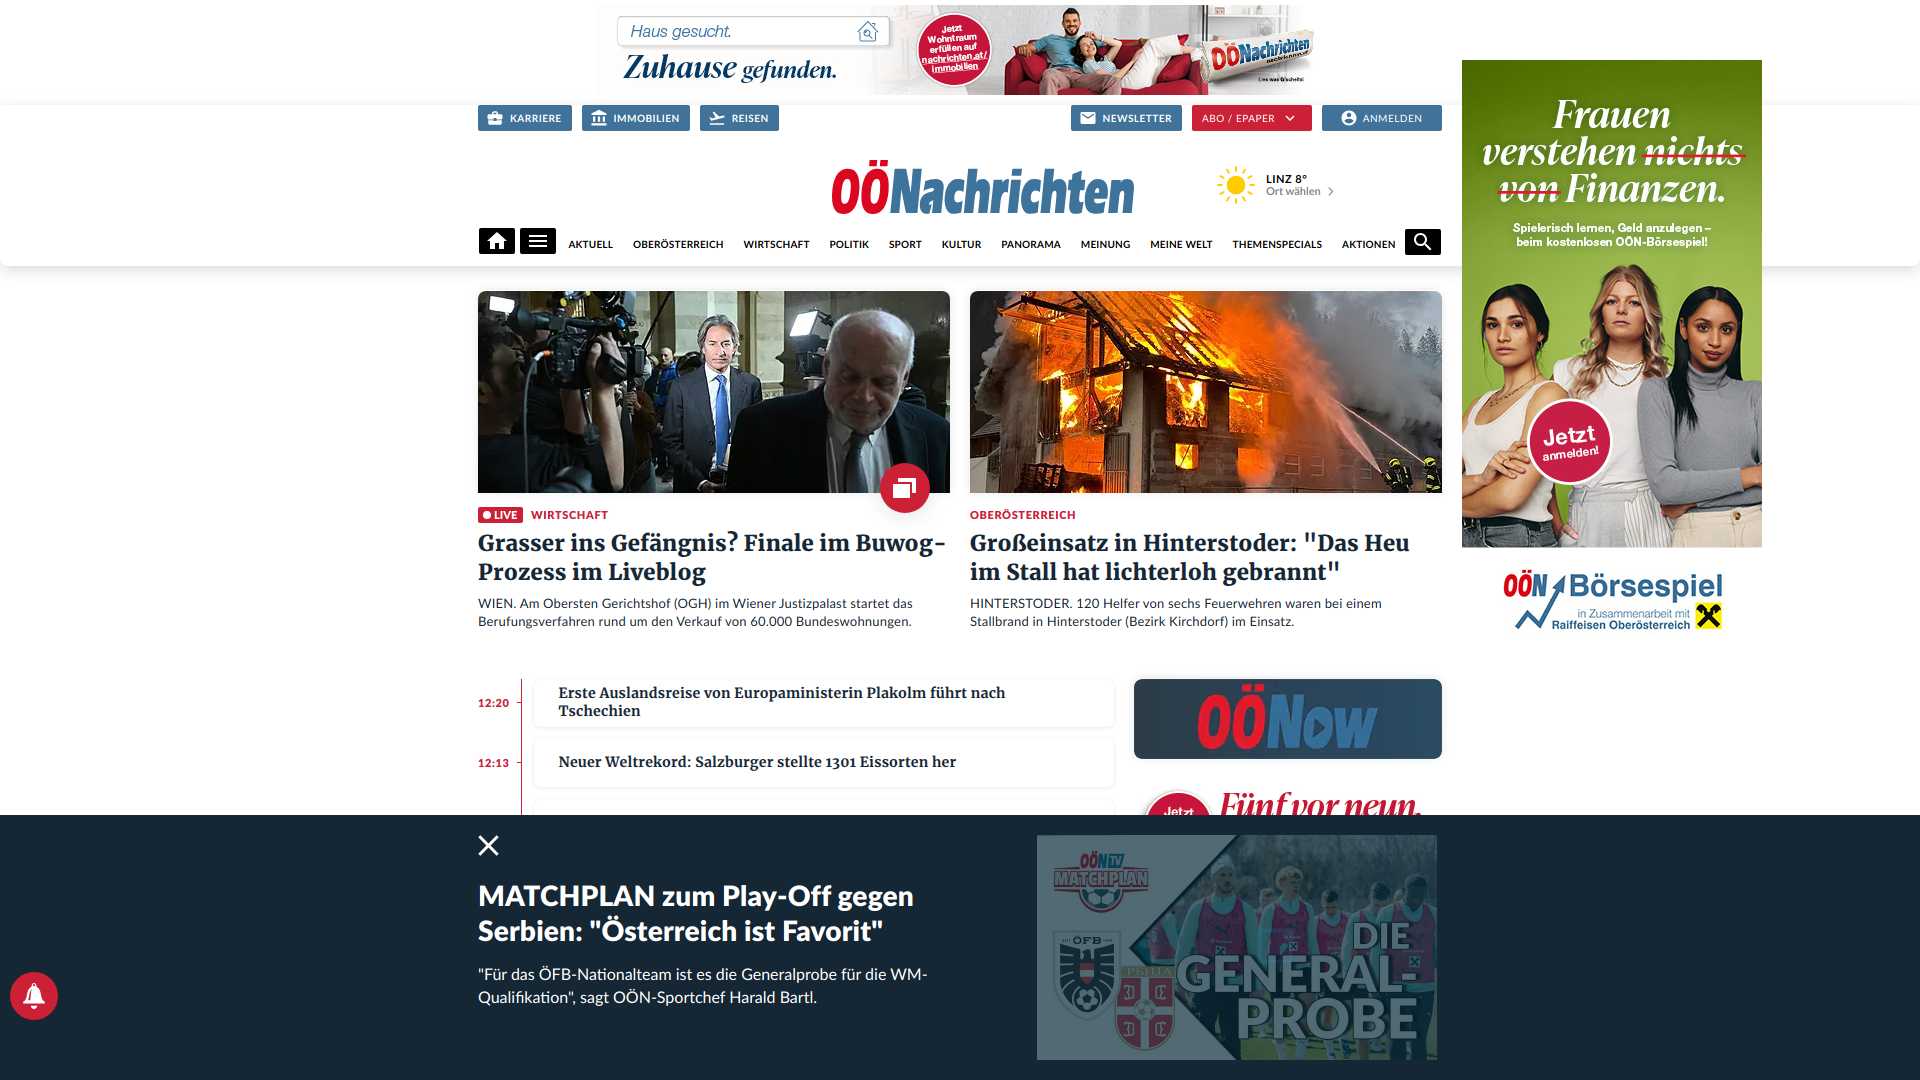 Haus gesucht.
Zuhause gefunden.
Jetzt
Wohntraum
erfüllen auf
nachrichten.at/
immobilien
OÖNachrichten
Lies was G'scheits!
KARRIERE
IMMOBILIEN
REISEN
NEWSLETTER
ABO / EPAPER
ANMELDEN
OÖNachrichten
LINZ 8°
Ort wählen
AKTUELL
OBERÖSTERREICH
WIRTSCHAFT
POLITIK
SPORT
KULTUR
PANORAMA
MEINUNG
MEINE WELT
THEMENSPECIALS
AKTIONEN
Frauen
verstehen nichts
von Finanzen.
Spielerisch lernen, Geld anzulegen –
beim kostenlosen OÖN-Börsespiel!
Jetzt
anmelden!
OÖN Börsespiel
in Zusammenarbeit mit
Raiffeisen Oberösterreich
LIVE WIRTSCHAFT
Grasser ins Gefängnis? Finale im Buwog-
Prozess im Liveblog
WIEN. Am Obersten Gerichtshof (OGH) im Wiener Justizpalast startet das
Berufungsverfahren rund um den Verkauf von 60.000 Bundeswohnungen.
OBERÖSTERREICH
Großeinsatz in Hinterstoder: "Das Heu
im Stall hat lichterloh gebrannt"
HINTERSTODER. 120 Helfer von sechs Feuerwehren waren bei einem
Stallbrand in Hinterstoder (Bezirk Kirchdorf) im Einsatz.
12:20
Erste Auslandsreise von Europaministerin Plakolm führt nach
Tschechien
12:13
Neuer Weltrekord: Salzburger stellte 1301 Eissorten her
OÖNow
Jetzt
Fünf vor neun.
MATCHPLAN zum Play-Off gegen
Serbien: "Österreich ist Favorit"
"Für das ÖFB-Nationalteam ist es die Generalprobe für die WM-
Qualifikation", sagt OÖN-Sportchef Harald Bartl.
OÖN TV
MATCHPLAN
ÖFB
DIE
GENERAL-
PROBE